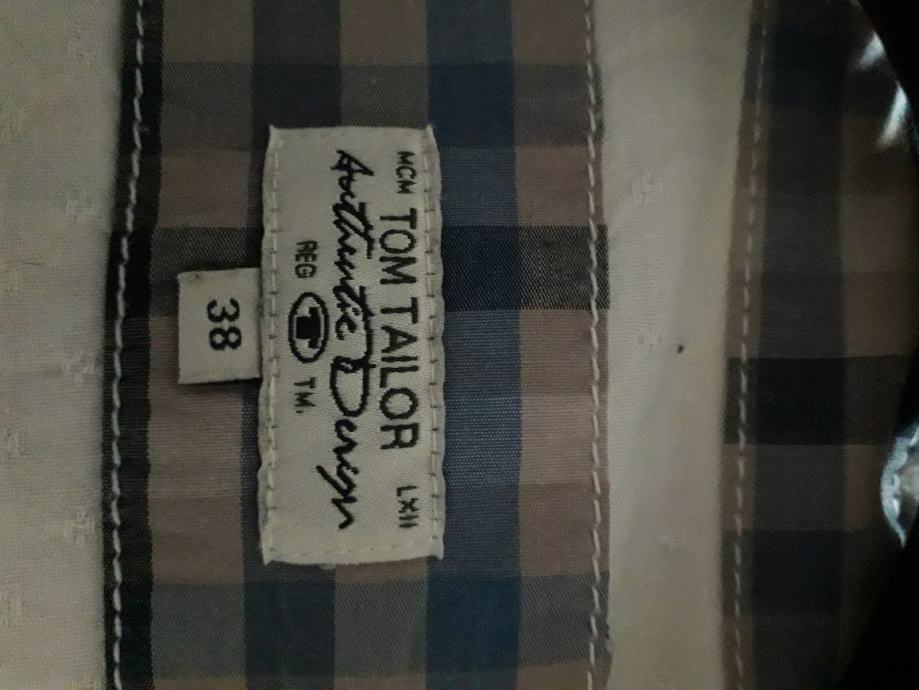 MCM TOM TAILOR LXII
Authentic Design
REG T TM.
38